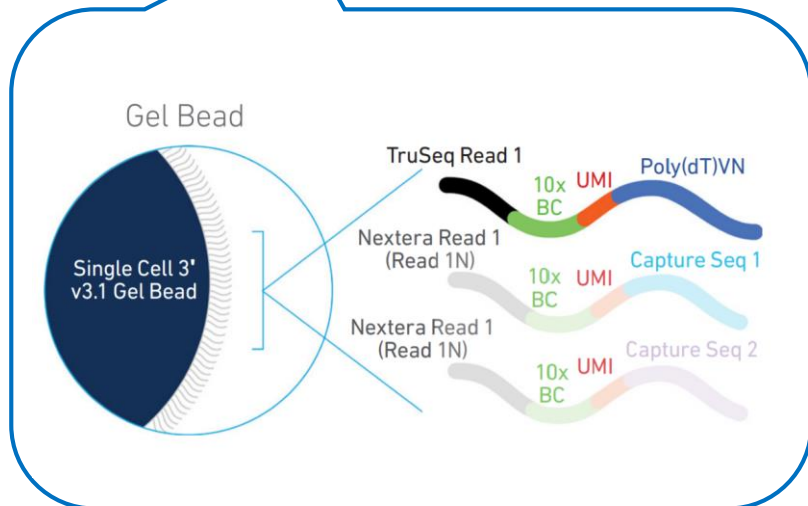 Gel Bead
Single Cell 3'
v3.1 Gel Bead
TruSeq Read 1
10x
BC
UMI
Poly(dT)VN
Nextera Read 1
(Read 1N)
10x
BC
UMI
Capture Seq 1
Nextera Read 1
(Read 1N)
10x
BC
UMI
Capture Seq 2